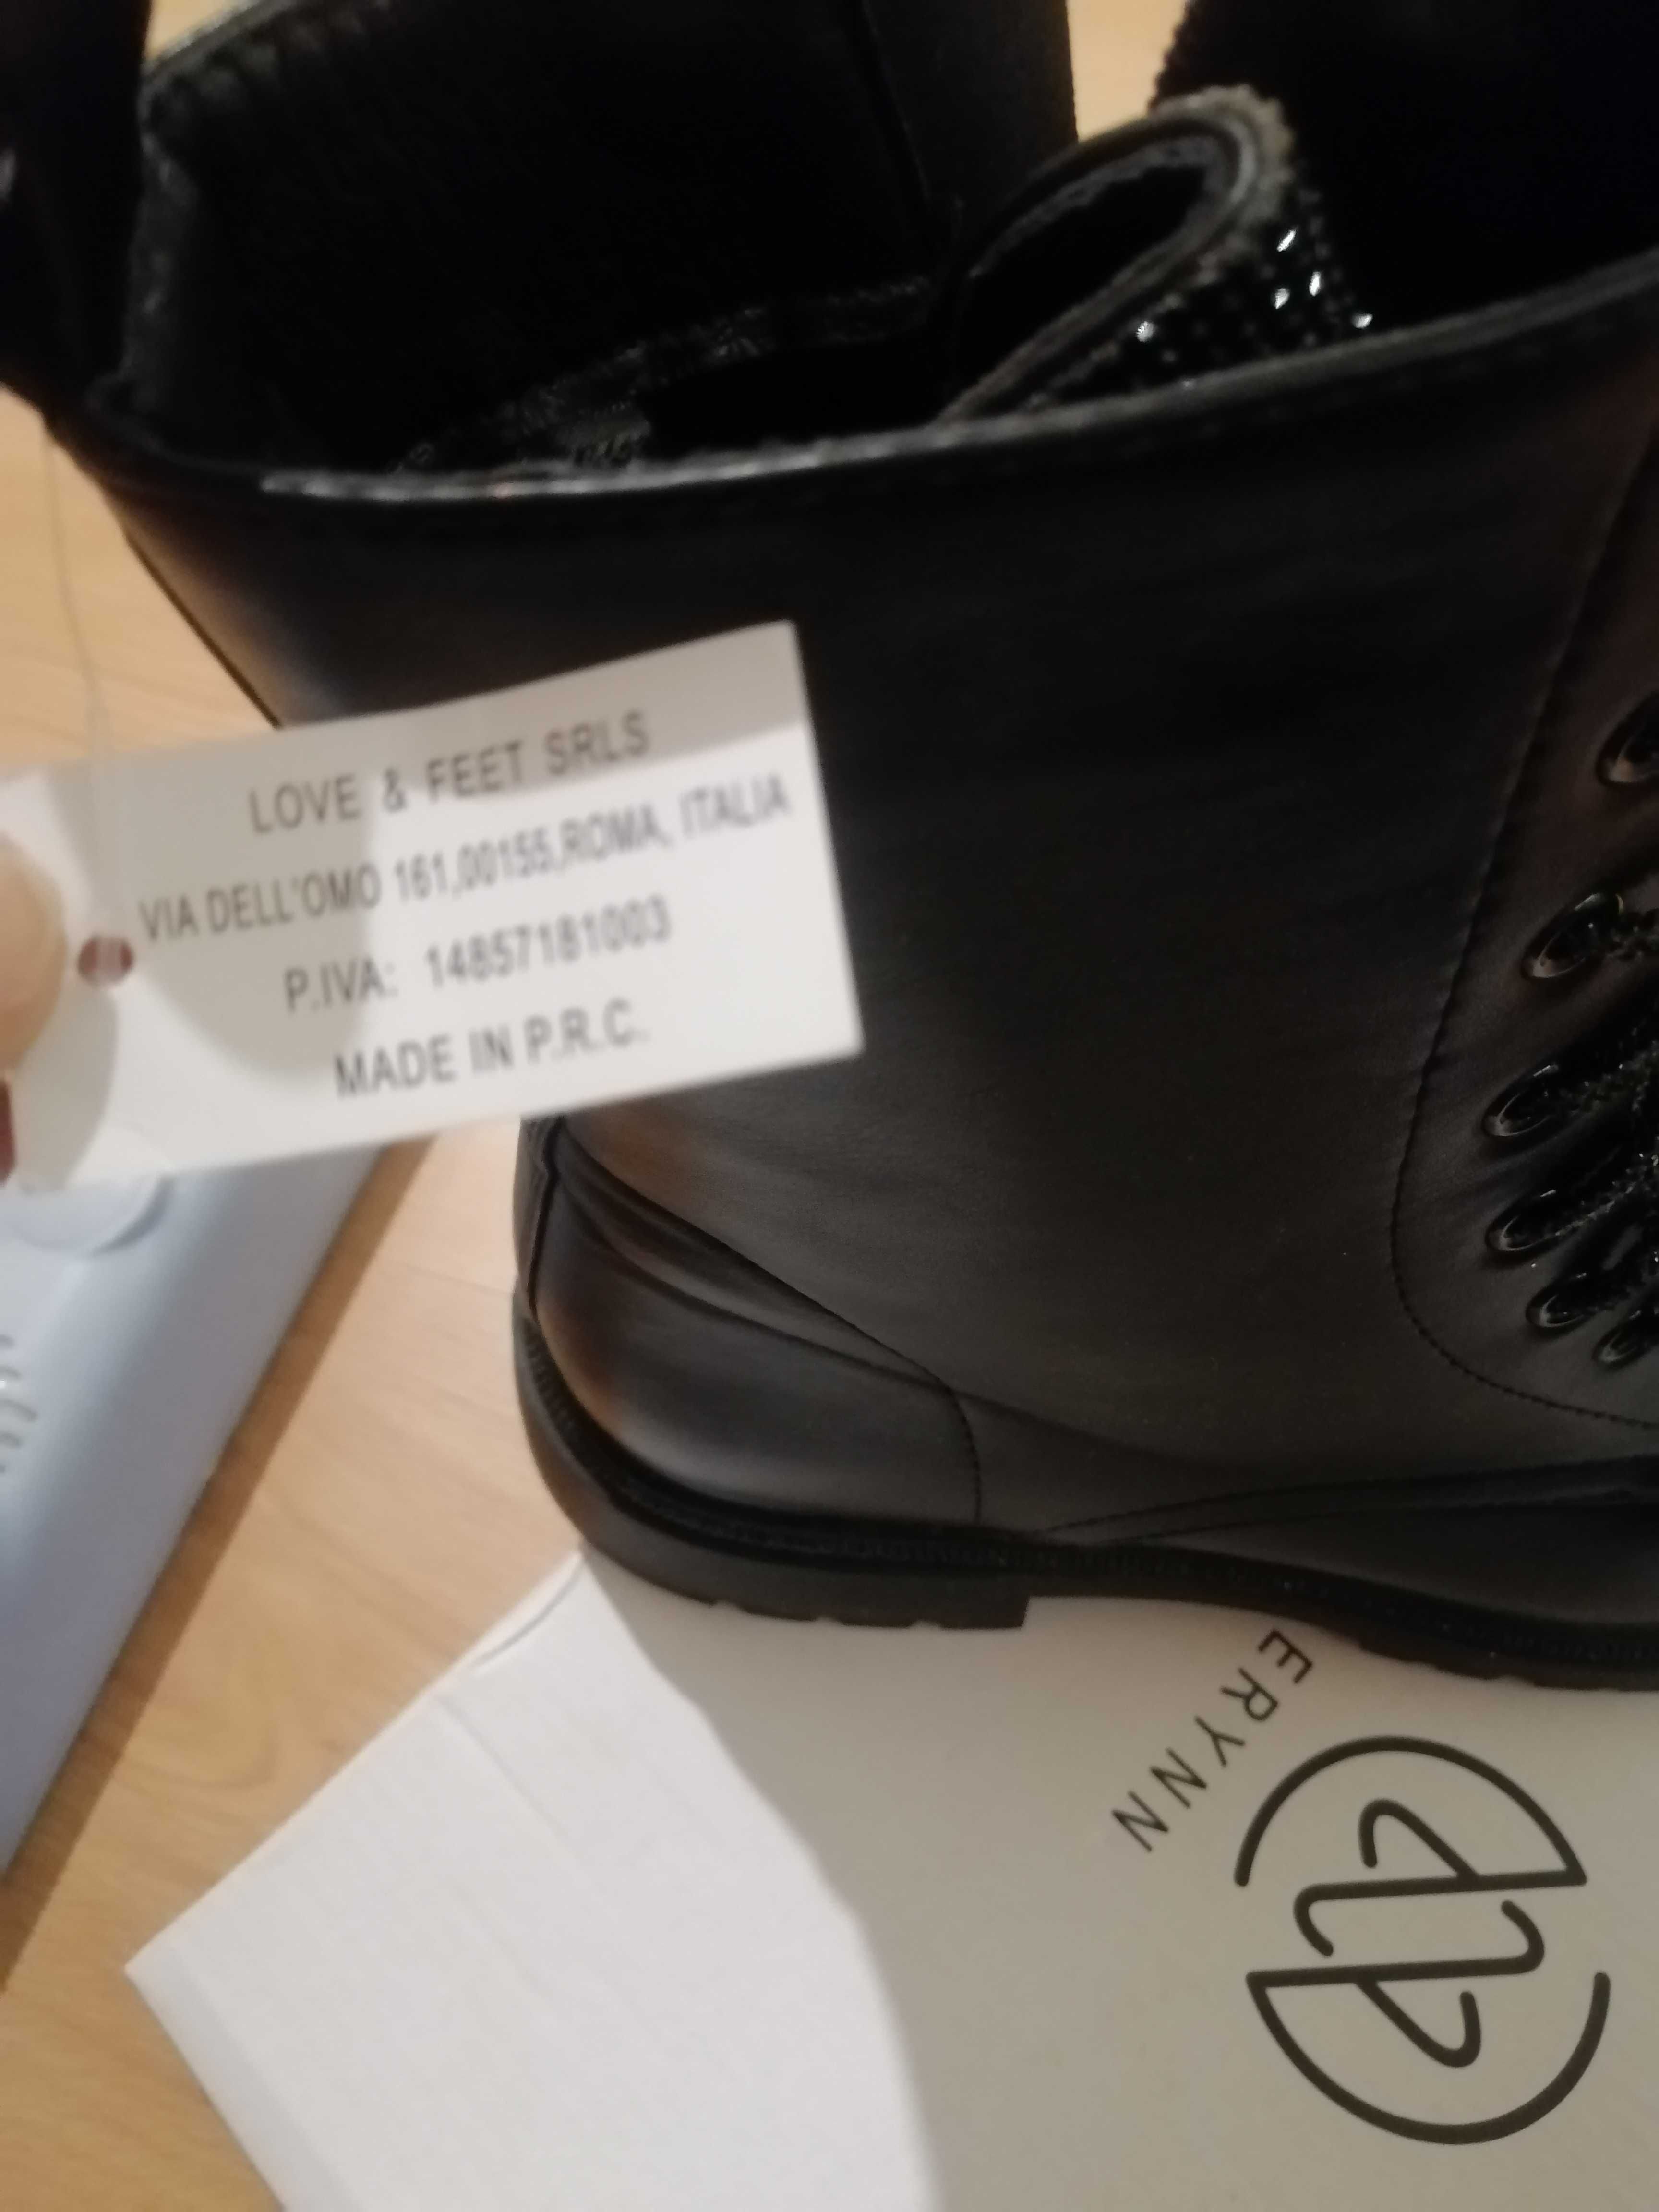 LOVE & FEET SRLS
VIA DELL'OMO 161,00155,ROMA, ITALIA
P.IVA: 14857181003
MADE IN P.R.C.
ERYNN